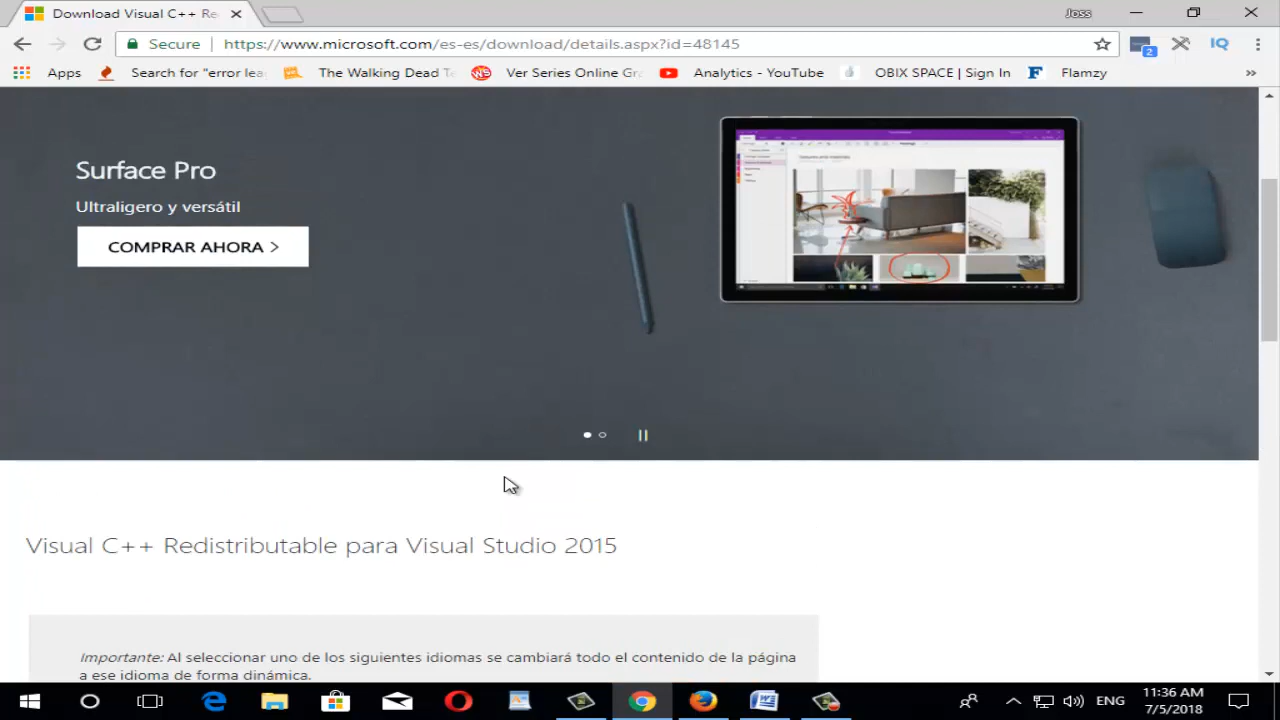 Download Visual C++ Re
Joss
Secure
https://www.microsoft.com/es-es/download/details.aspx?id=48145
2
IQ
Apps
Search for "error lea
The Walking Dead Te
Ver Series Online Gra
Analytics - YouTube
OBIX SPACE | Sign In
Flamzy
Surface Pro
Ultraligero y versátil
COMPRAR AHORA >
Visual C++ Redistributable para Visual Studio 2015
Importante: Al seleccionar uno de los siguientes idiomas se cambiará todo el contenido de la página
a ese idioma de forma dinámica.
ENG
11:36 AM
7/5/2018